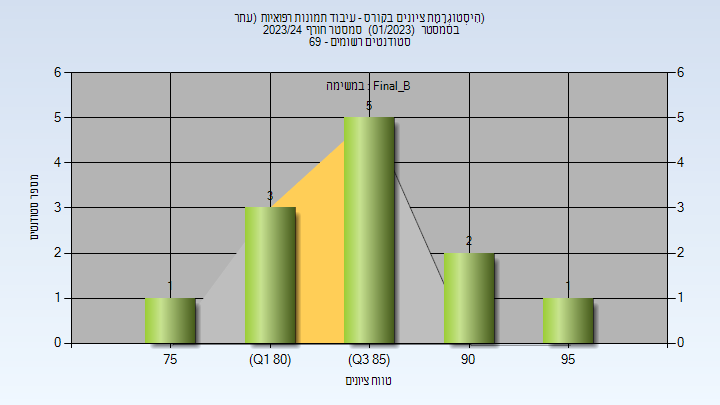 (היסטוגרמת ציונים בקורס - עיבוד תמונות רפואיות (עתר
בסמסטר (01/2023) סמסטר חורף 2023/24
סטודנטים רשומים - 69
במשימה : Final_B
6 6
5 5
4 4
3 3
2 2
1 1
0 0
1 3 5 2 1
75 (Q1 80) (Q3 85) 90 95
מספר סטודנטים
טווח ציונים